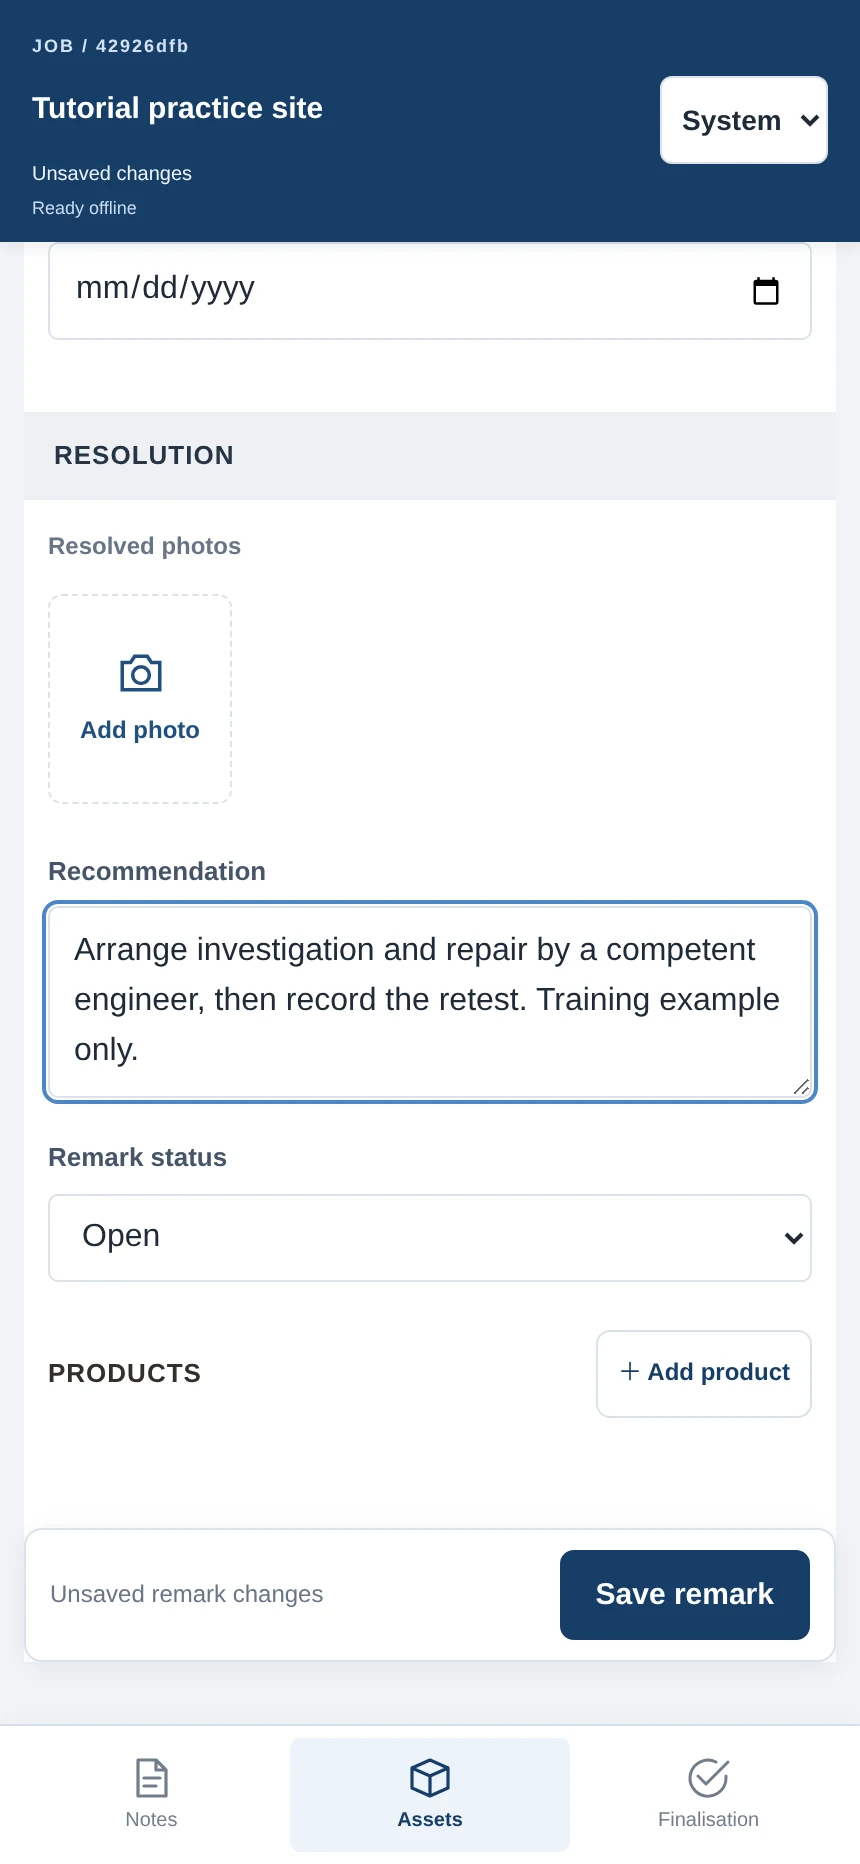 JOB / 42926dfb
Tutorial practice site
System
Unsaved changes
Ready offline
mm/dd/yyyy
RESOLUTION
Resolved photos
Add photo
Recommendation
Arrange investigation and repair by a competent
engineer, then record the retest. Training example
only.
Remark status
Open
PRODUCTS
+ Add product
Unsaved remark changes
Save remark
Notes
Assets
Finalisation